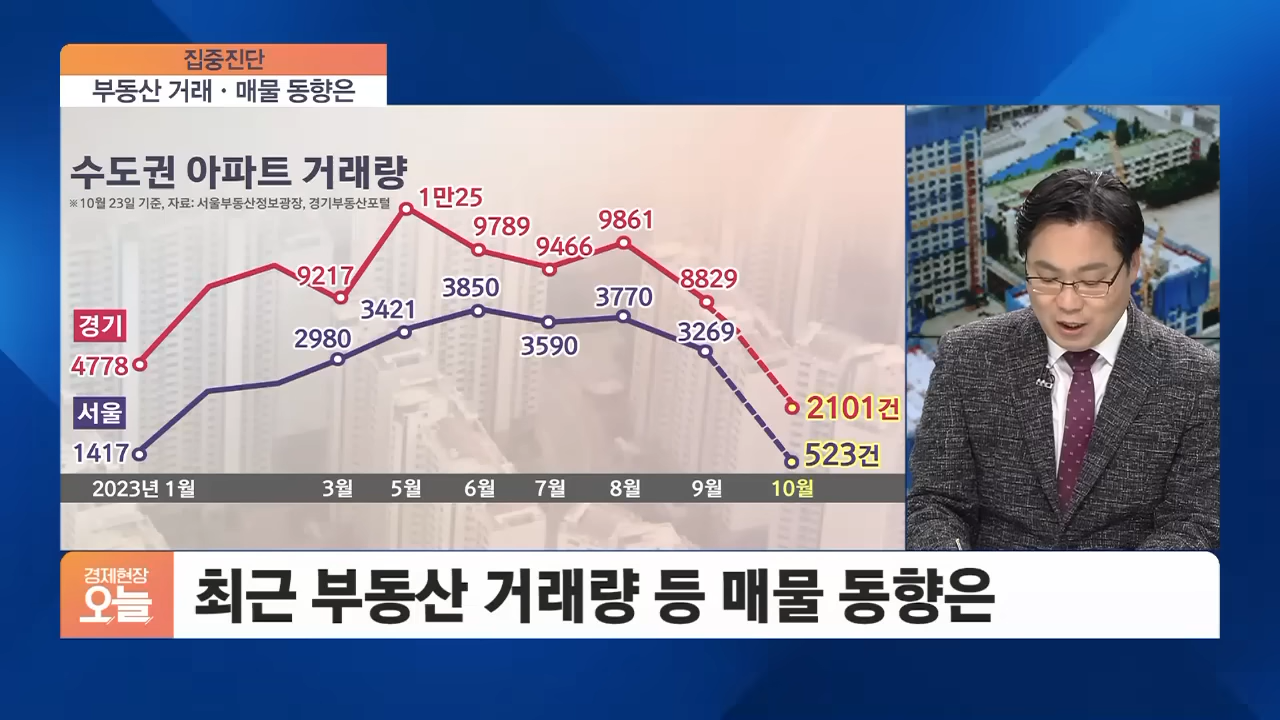 집중진단
부동산 거래·매물 동향은
수도권 아파트 거래량
※10월 23일 기준, 자료: 서울부동산정보광장, 경기부동산포털
1만25
9789
9861
9466
9217
8829
경기
4778
3850
3770
3421
2980
3590
3269
서울
1417
2101건
523건
2023년 1월
3월
5월
6월
7월
8월
9월
10월
경제현장
오늘
최근 부동산 거래량 등 매물 동향은